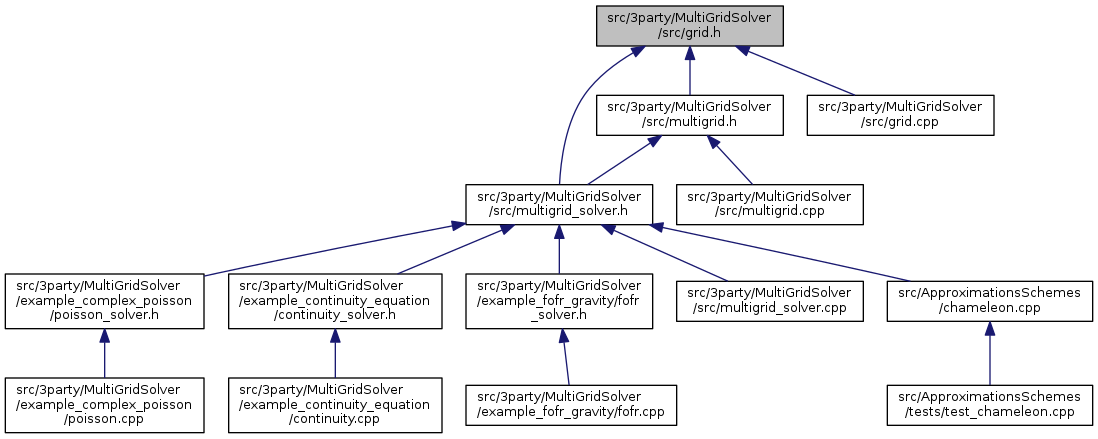 src/3party/MultiGridSolver
/src/grid.h
src/3party/MultiGridSolver
/src/multigrid.h
src/3party/MultiGridSolver
/src/grid.cpp
src/3party/MultiGridSolver
/src/multigrid_solver.h
src/3party/MultiGridSolver
/src/multigrid.cpp
src/3party/MultiGridSolver
/example_complex_poisson
/poisson_solver.h
src/3party/MultiGridSolver
/example_continuity_equation
/continuity_solver.h
src/3party/MultiGridSolver
/example_fofr_gravity/fofr
_solver.h
src/3party/MultiGridSolver
/src/multigrid_solver.cpp
src/ApproximationsSchemes
/chameleon.cpp
src/3party/MultiGridSolver
/example_complex_poisson
/poisson.cpp
src/3party/MultiGridSolver
/example_continuity_equation
/continuity.cpp
src/3party/MultiGridSolver
/example_fofr_gravity/fofr.cpp
src/ApproximationsSchemes
/tests/test_chameleon.cpp